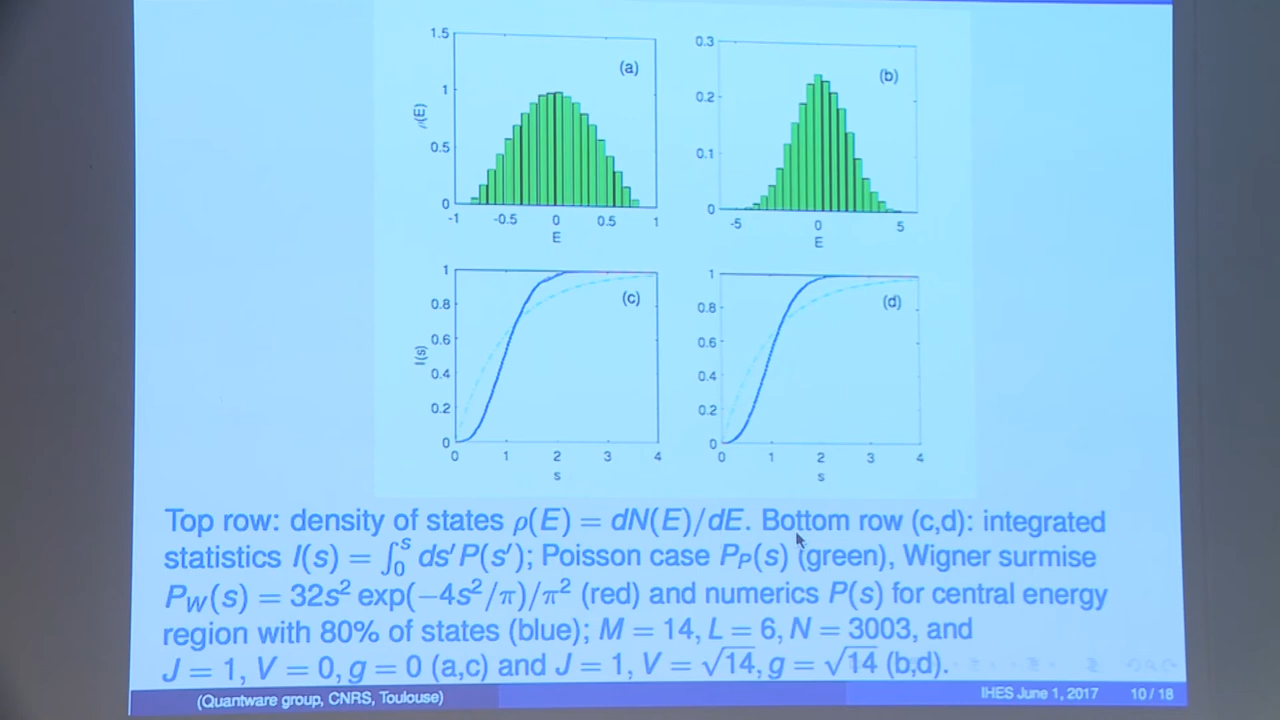 1.5
1
0.5
0
ρ(E)
(a)
-1 -0.5 0 0.5 1
E
0.3
0.2
0.1
0
(b)
-5 0 5
E
1
0.8
0.6
0.4
0.2
0
I(s)
(c)
0 1 2 3 4
s
1
0.8
0.6
0.4
0.2
0
(d)
0 1 2 3 4
s
Top row: density of states ρ(E) = dN(E)/dE. Bottom row (c,d): integrated
statistics I(s) = ∫₀ˢ ds′P(s′); Poisson case P_P(s) (green), Wigner surmise
P_W(s) = 32s² exp(−4s²/π)/π² (red) and numerics P(s) for central energy
region with 80% of states (blue); M = 14, L = 6, N = 3003, and
J = 1, V = 0, g = 0 (a,c) and J = 1, V = √14, g = √14 (b,d).
(Quantware group, CNRS, Toulouse) IHES June 1, 2017 10 / 18